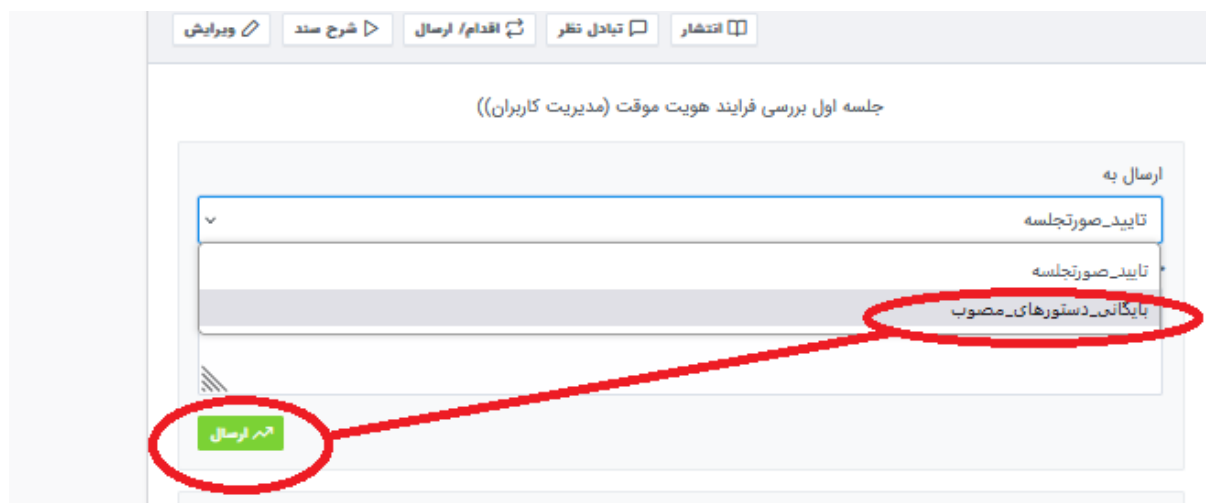 انتشار تبادل نظر اقدام/ ارسال شرح سند ویرایش
جلسه اول بررسی فرایند هویت موقت (مدیریت کاربران))
ارسال به
تایید_صورتجلسه
تایید_صورتجلسه
بایگانی_دستورهای_مصوب
ارسال